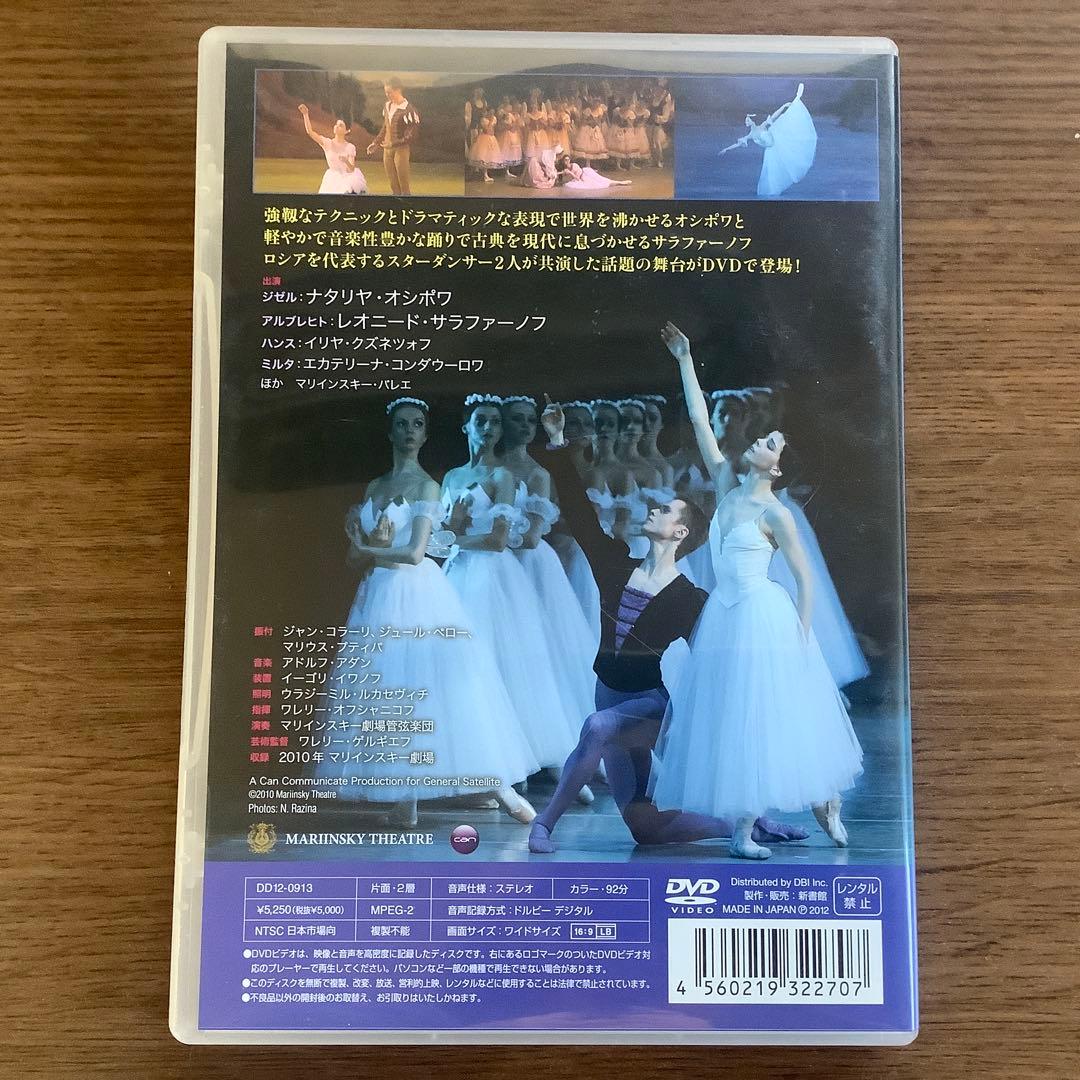 強靱なテクニックとドラマティックな表現で世界を沸かせるオシポワと
軽やかで音楽性豊かな踊りで古典を現代に息づかせるサラファーノフ
ロシアを代表するスターダンサー2人が共演した話題の舞台がDVDで登場!
出演
ジゼル:ナタリヤ・オシポワ
アルブレヒト:レオニード・サラファーノフ
ハンス:イリヤ・クズネツォフ
ミルタ:エカテリーナ・コンダウーロワ
ほか マリインスキー・バレエ
振付 ジャン・コラーリ、ジュール・ペロー、
マリウス・プティパ
音楽 アドルフ・アダン
装置 イーゴリ・イワノフ
照明 ウラジーミル・ルカセヴィチ
指揮 ワレリー・オフシャニコフ
演奏 マリインスキー劇場管弦楽団
芸術監督 ワレリー・ゲルギエフ
収録 2010年 マリインスキー劇場
A Can Communicate Production for General Satellite
©2010 Mariinsky Theatre
Photos: N. Razina
MARIINSKY THEATRE can
DD12-0913 片面・2層 音声仕様:ステレオ カラー・92分
¥5,250(税抜¥5,000) MPEG-2 音声記録方式:ドルビー デジタル
NTSC 日本市場向 複製不能 画面サイズ:ワイドサイズ 16:9 LB
DVD VIDEO
Distributed by DBI Inc.
製作・販売:新書館
MADE IN JAPAN ℗ 2012
レンタル
禁止
●DVDビデオは、映像と音声を高密度に記録したディスクです。右にあるロゴマークのついたDVDビデオ対
応のプレーヤーで再生してください。パソコンなど一部の機種で再生できない場合があります。
●このディスクを無断で複製、改変、放送、営利的上映、レンタルなどに使用することは法律で禁止されています。
●不良品以外の開封後のお取替え、お引取りはいたしかねます。
4 560219 322707